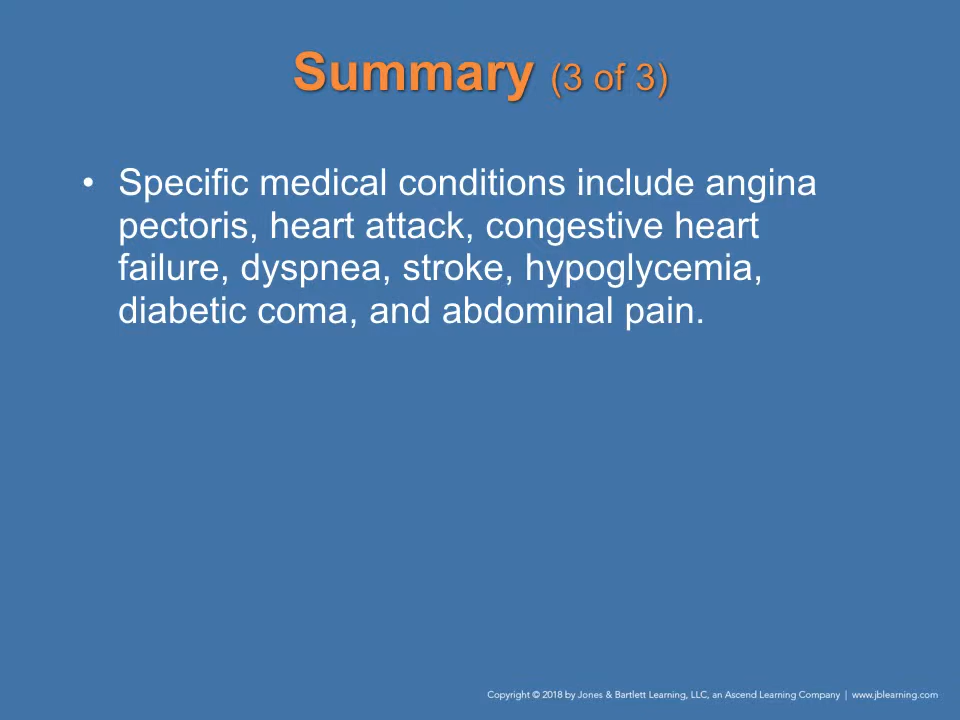 Summary (3 of 3)
• Specific medical conditions include angina
pectoris, heart attack, congestive heart
failure, dyspnea, stroke, hypoglycemia,
diabetic coma, and abdominal pain.
Copyright © 2018 by Jones & Bartlett Learning, LLC, an Ascend Learning Company | www.jblearning.com